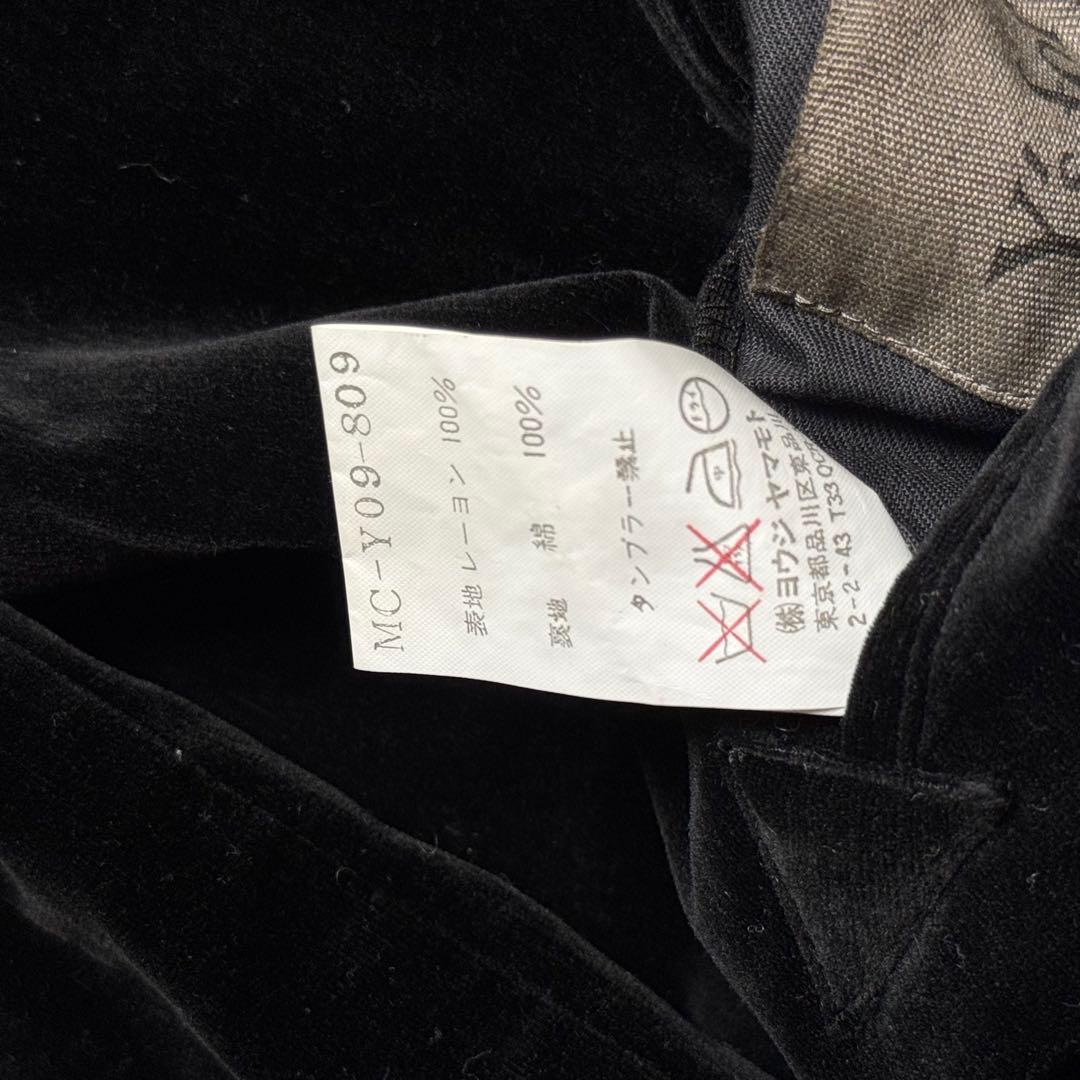 MC-Y09-809
表地 レーヨン 100%
裏地 綿 100%
タンブラー禁止
ドライ
中
(株)ヨウジ ヤマモト
東京都品川区東品川
2-2-43 T33
Y's